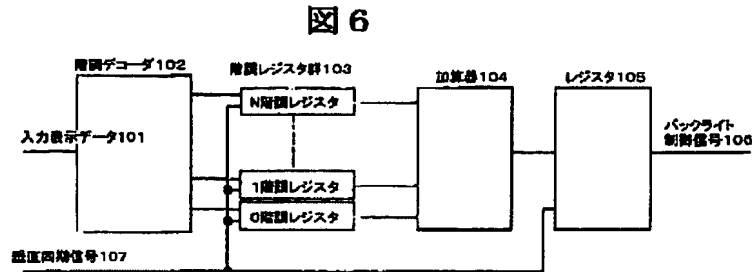 図6
階調デコーダ102
階調レジスタ群103
加算器104
レジスタ105
N階調レジスタ
入力表示データ101
バックライト
制御信号106
1階調レジスタ
0階調レジスタ
垂直同期信号107